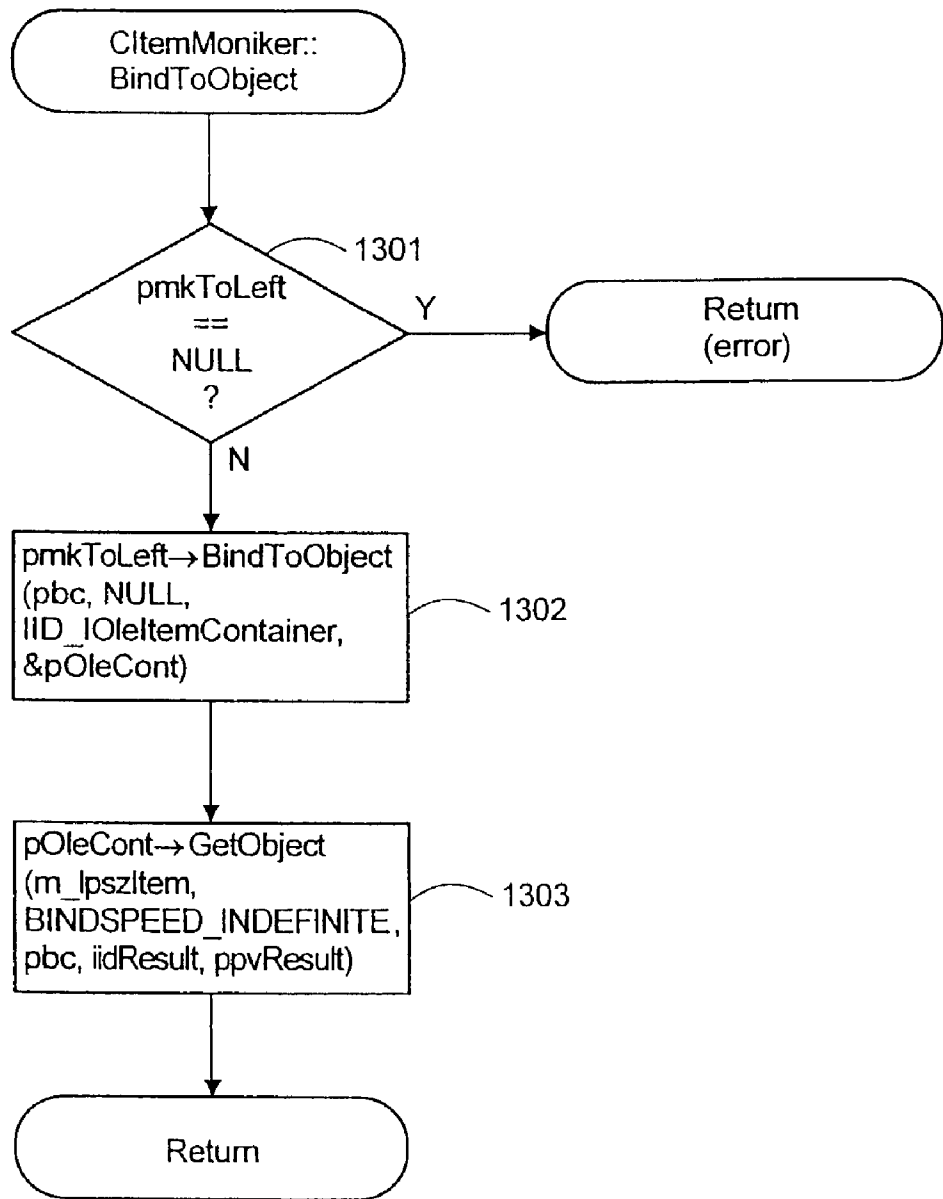 CItemMoniker::
BindToObject
1301
pmkToLeft
==
NULL
?
Y
Return
(error)
N
pmkToLeft→BindToObject
(pbc, NULL,
IID_IOleItemContainer,
&pOleCont)
1302
pOleCont→GetObject
(m_lpszItem,
BINDSPEED_INDEFINITE,
pbc, iidResult, ppvResult)
1303
Return